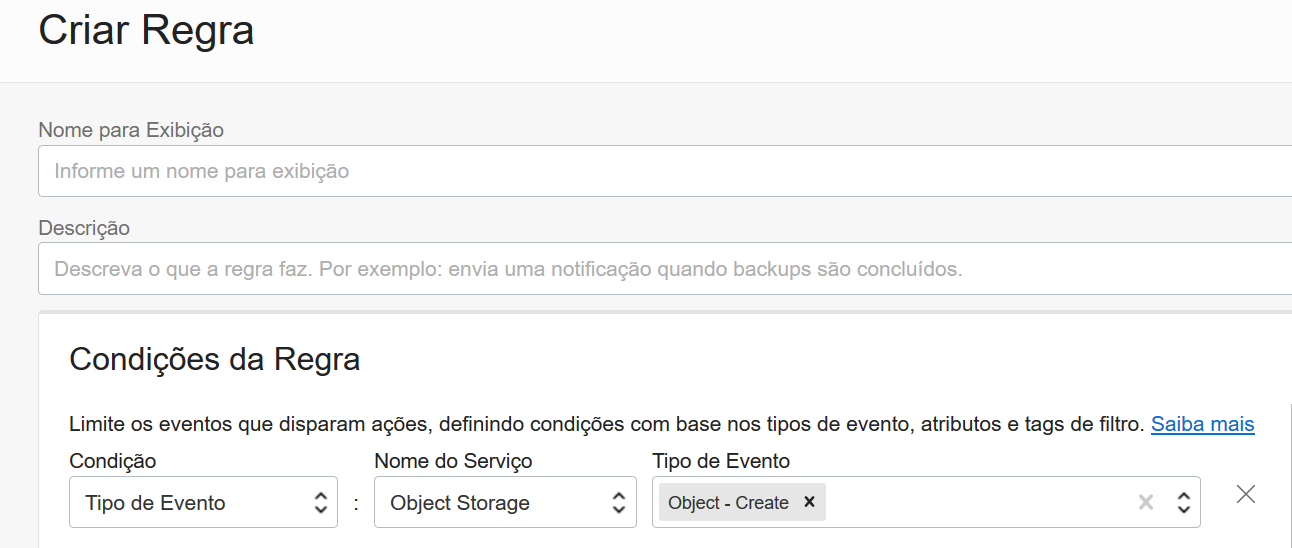 Criar Regra
Nome para Exibição
Informe um nome para exibição
Descrição
Descreva o que a regra faz. Por exemplo: envia uma notificação quando backups são concluídos.
Condições da Regra
Limite os eventos que disparam ações, definindo condições com base nos tipos de evento, atributos e tags de filtro. Saiba mais
Condição Nome do Serviço Tipo de Evento
Tipo de Evento : Object Storage Object - Create